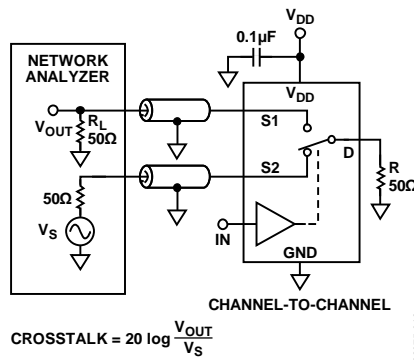 V_DD
0.1µF
NETWORK
ANALYZER
V_DD
V_OUT
R_L
50Ω
S1
D
S2
R
50Ω
50Ω
V_S
IN
GND
CHANNEL-TO-CHANNEL
CROSSTALK = 20 log V_OUT/V_S